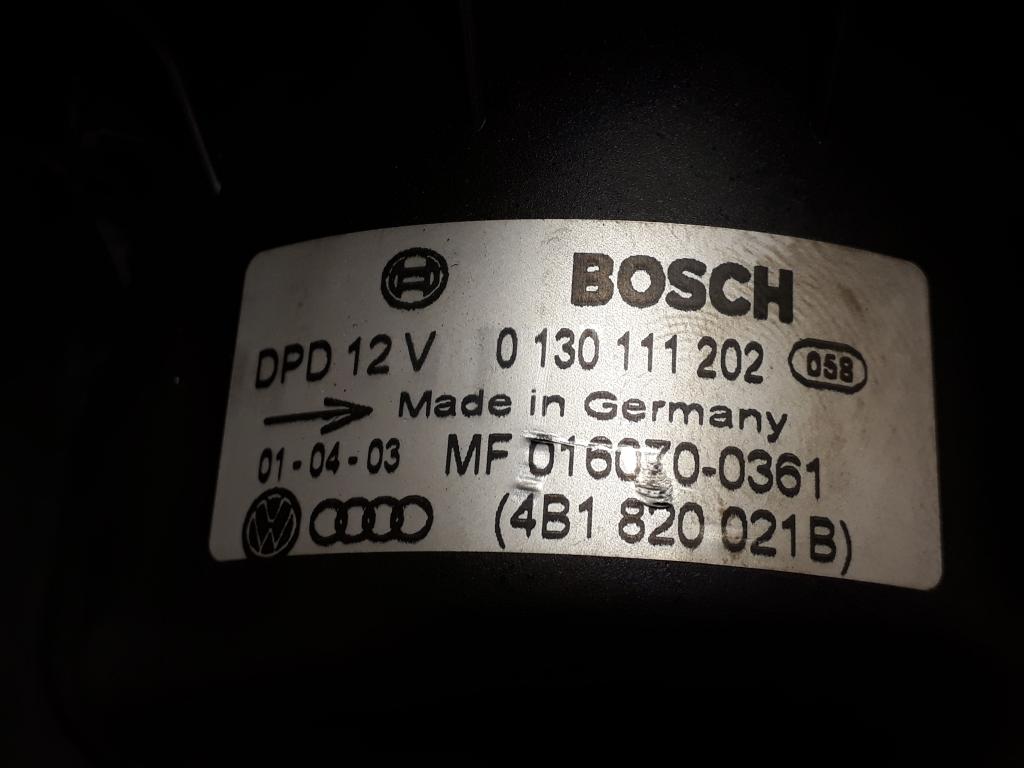 BOSCH
DPD 12 V 0 130 111 202 058
Made in Germany
01-04-03 MF 016070-0361
(4B1 820 021B)